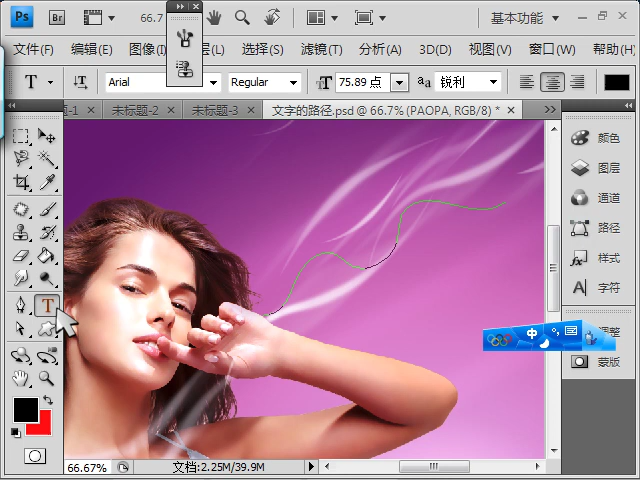 Ps Br 66.7 基本功能
文件(F) 编辑(E) 图像(I) 层(L) 选择(S) 滤镜(T) 分析(A) 3D(D) 视图(V) 窗口(W) 帮助(H)
T T Arial Regular T 75.89 点 aa 锐利
题-1 未标题-2 未标题-3 文字的路径.psd @ 66.7% (PAOPA, RGB/8) *
颜色
图层
通道
路径
样式
字符
调整
蒙版
中
T
66.67% 文档:2.25M/39.9M